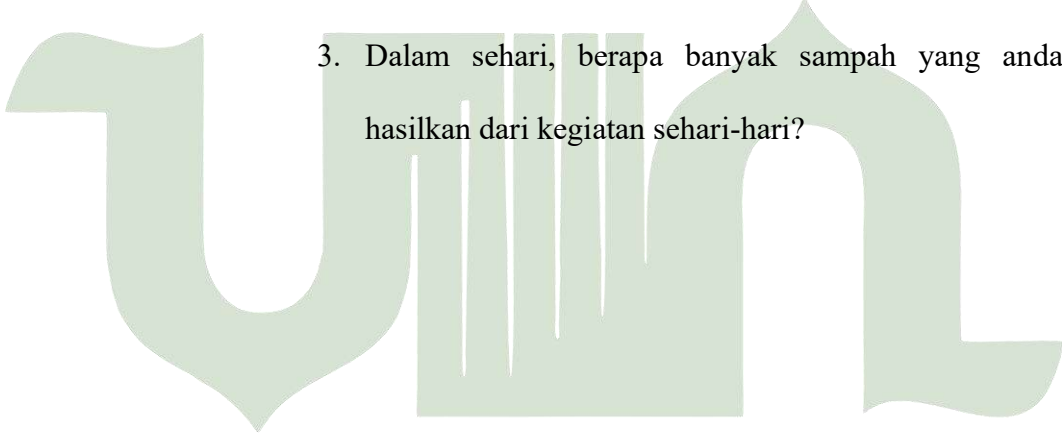 3. Dalam sehari, berapa banyak sampah yang anda
hasilkan dari kegiatan sehari-hari?